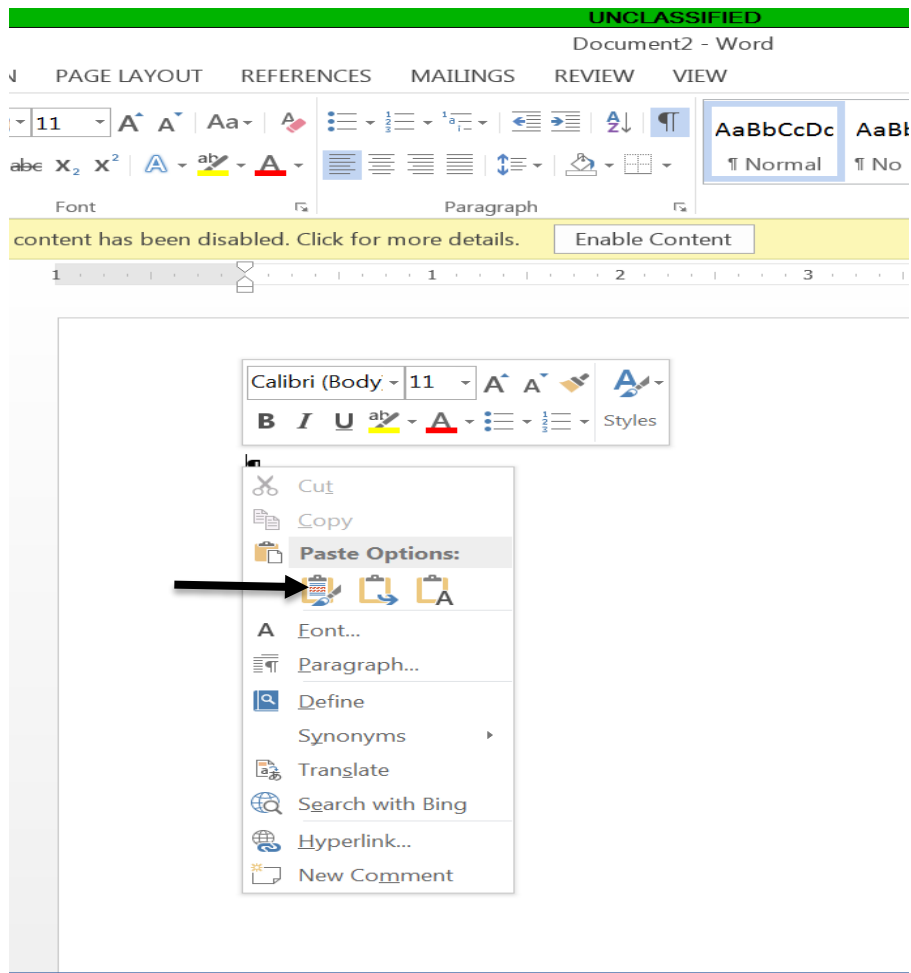 UNCLASSIFIED
Document2 - Word
N PAGE LAYOUT REFERENCES MAILINGS REVIEW VIEW
11 Aa AaBbCcDc AaBb
abc X₂ X² A ab A ¶ Normal ¶ No
Font Paragraph
content has been disabled. Click for more details. Enable Content
1 1 2 3
Calibri (Body 11 A A
B I U ab A Styles
¶
Cut
Copy
Paste Options:
Font...
Paragraph...
Define
Synonyms
Translate
Search with Bing
Hyperlink...
New Comment